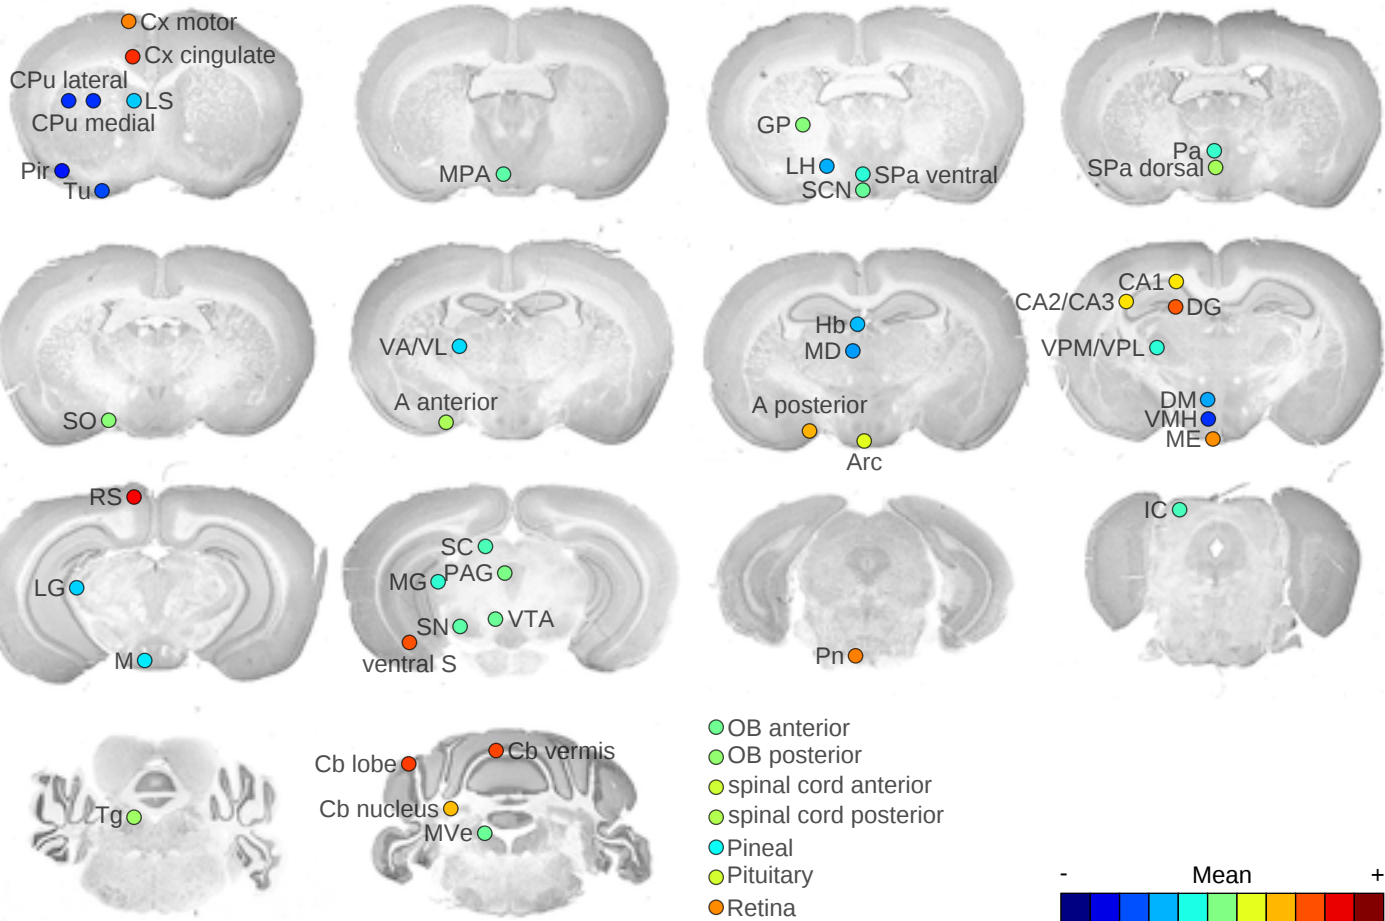 Cx motor
Cx cingulate
CPu lateral
LS
CPu medial
Pir
Tu
MPA
GP
LH
SPa ventral
SCN
Pa
SPa dorsal
SO
VA/VL
A anterior
Hb
MD
A posterior
Arc
CA1
CA2/CA3
DG
VPM/VPL
DM
VMH
ME
RS
LG
M
SC
PAG
MG
VTA
SN
ventral S
Pn
IC
Tg
Cb vermis
Cb lobe
Cb nucleus
MVe
OB anterior
OB posterior
spinal cord anterior
spinal cord posterior
Pineal
Pituitary
Retina
- Mean +